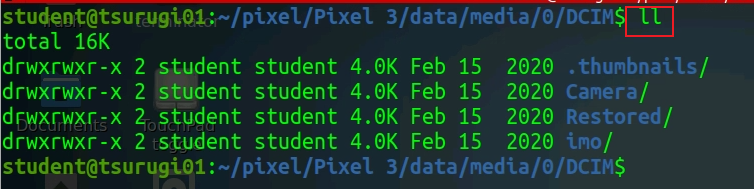 student@tsurugi01:~/pixel/Pixel 3/data/media/0/DCIM$ ll
total 16K
drwxrwxr-x 2 student student 4.0K Feb 15  2020 .thumbnails/
drwxrwxr-x 2 student student 4.0K Feb 15  2020 Camera/
drwxrwxr-x 2 student student 4.0K Feb 15  2020 Restored/
drwxrwxr-x 2 student student 4.0K Feb 15  2020 imo/
student@tsurugi01:~/pixel/Pixel 3/data/media/0/DCIM$